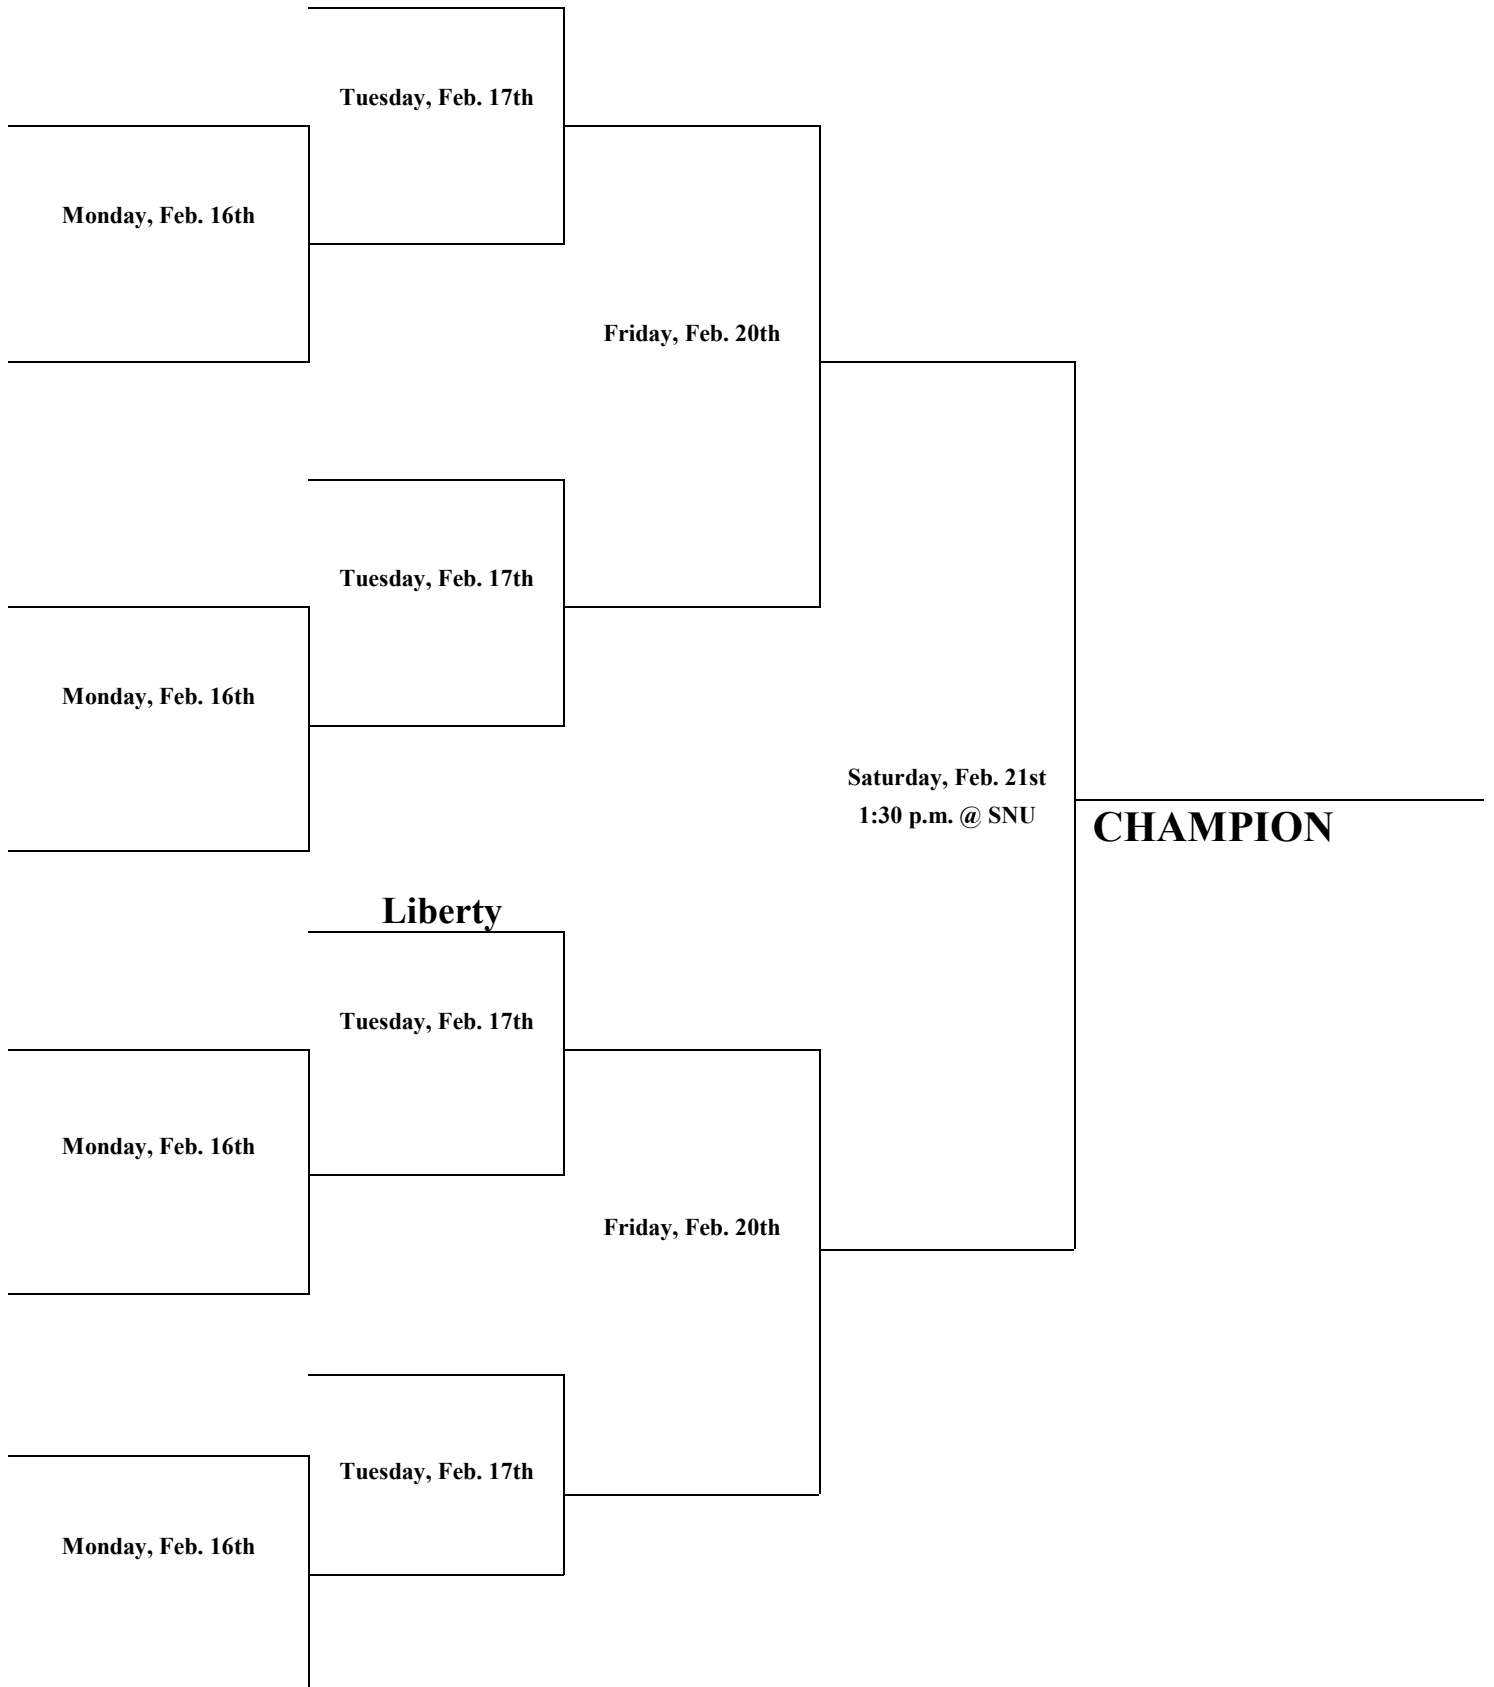 Tuesday, Feb. 17th
Monday, Feb. 16th
Friday, Feb. 20th
Tuesday, Feb. 17th
Monday, Feb. 16th
Saturday, Feb. 21st
1:30 p.m. @ SNU
CHAMPION
Liberty
Tuesday, Feb. 17th
Monday, Feb. 16th
Friday, Feb. 20th
Tuesday, Feb. 17th
Monday, Feb. 16th